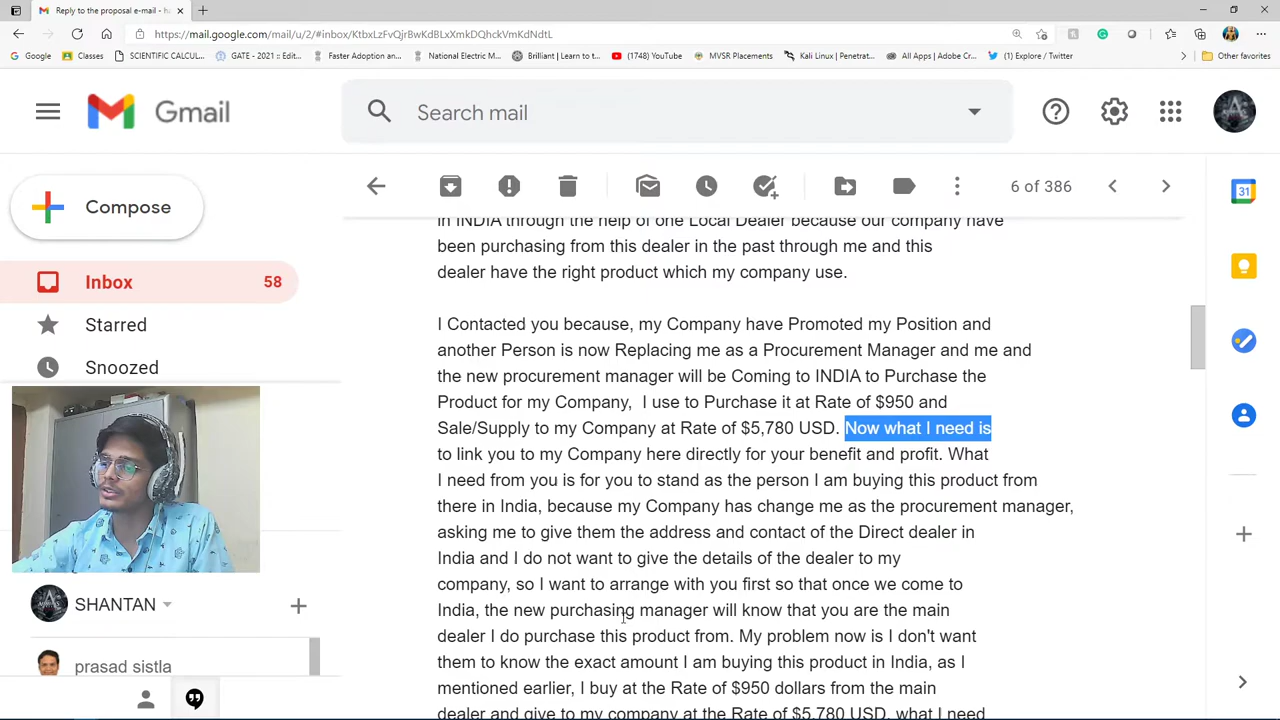 Reply to the proposal e-mail -
https://mail.google.com/mail/u/2/#inbox/KtbxLzFvQjrBwKdBLxXmkDQhckVmKdNdtL
Google
Classes
SCIENTIFIC CALCUL...
GATE - 2021 :: Edit...
Faster Adoption an...
National Electric M...
Brilliant | Learn to t...
(1748) YouTube
MVSR Placements
Kali Linux | Penetrat...
All Apps | Adobe Cr...
(1) Explore / Twitter
Other favorites
Gmail
Search mail
Compose
6 of 386
31
Inbox 58
Starred
Snoozed
in INDIA through the help of one Local Dealer because our company have
been purchasing from this dealer in the past through me and this
dealer have the right product which my company use.
I Contacted you because, my Company have Promoted my Position and
another Person is now Replacing me as a Procurement Manager and me and
the new procurement manager will be Coming to INDIA to Purchase the
Product for my Company, I use to Purchase it at Rate of $950 and
Sale/Supply to my Company at Rate of $5,780 USD. Now what I need is
to link you to my Company here directly for your benefit and profit. What
I need from you is for you to stand as the person I am buying this product from
there in India, because my Company has change me as the procurement manager,
asking me to give them the address and contact of the Direct dealer in
India and I do not want to give the details of the dealer to my
company, so I want to arrange with you first so that once we come to
India, the new purchasing manager will know that you are the main
dealer I do purchase this product from. My problem now is I don't want
them to know the exact amount I am buying this product in India, as I
mentioned earlier, I buy at the Rate of $950 dollars from the main
dealer and give to my company at the Rate of $5,780 USD. what I need
SHANTAN
prasad sistla